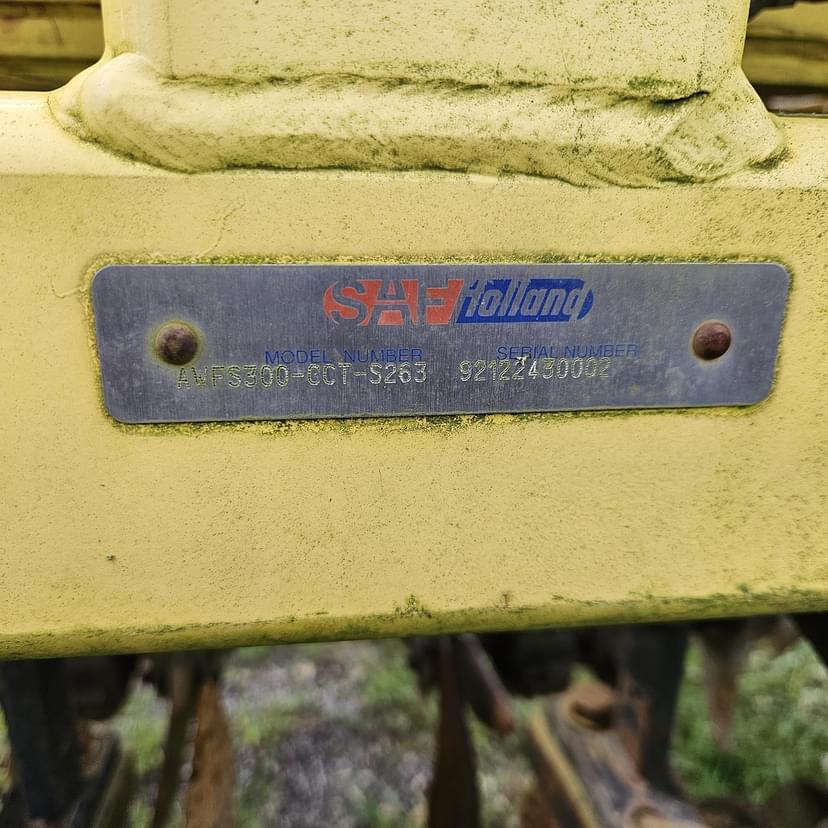 SAF Holland
MODEL NUMBER SERIAL NUMBER
AWFS300-CCT-S263 92122430002